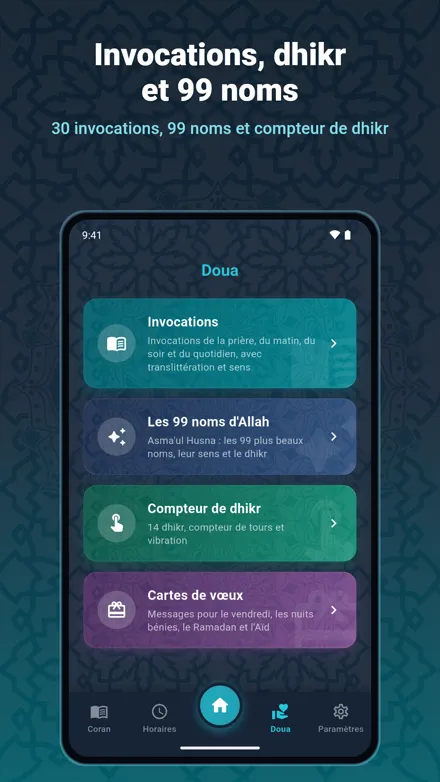 Invocations, dhikr
et 99 noms
30 invocations, 99 noms et compteur de dhikr
9:41
Doua
Invocations
Invocations de la prière, du matin, du
soir et du quotidien, avec
translittération et sens
Les 99 noms d'Allah
Asma'ul Husna : les 99 plus beaux
noms, leur sens et le dhikr
Compteur de dhikr
14 dhikr, compteur de tours et
vibration
Cartes de vœux
Messages pour le vendredi, les nuits
bénies, le Ramadan et l'Aïd
Coran
Horaires
Doua
Paramètres